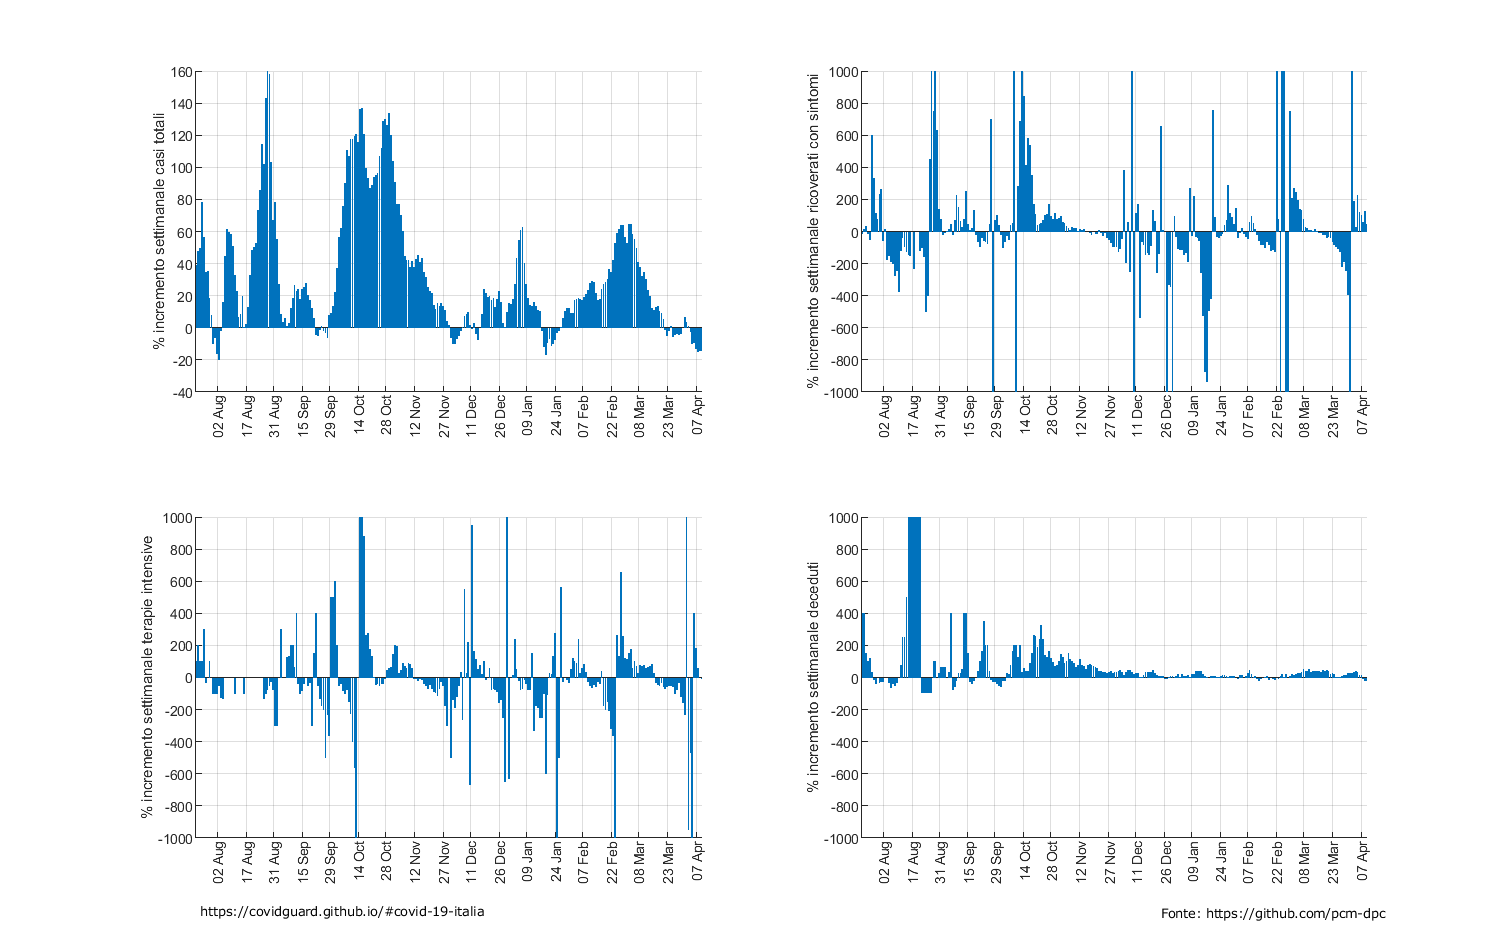 % incremento settimanale casi totali
160
140
120
100
80
60
40
20
0
-20
-40
02 Aug
17 Aug
31 Aug
15 Sep
29 Sep
14 Oct
28 Oct
12 Nov
27 Nov
11 Dec
26 Dec
09 Jan
24 Jan
07 Feb
22 Feb
08 Mar
23 Mar
07 Apr
% incremento settimanale ricoverati con sintomi
1000
800
600
400
200
0
-200
-400
-600
-800
-1000
02 Aug
17 Aug
31 Aug
15 Sep
29 Sep
14 Oct
28 Oct
12 Nov
27 Nov
11 Dec
26 Dec
09 Jan
24 Jan
07 Feb
22 Feb
08 Mar
23 Mar
07 Apr
% incremento settimanale terapie intensive
1000
800
600
400
200
0
-200
-400
-600
-800
-1000
02 Aug
17 Aug
31 Aug
15 Sep
29 Sep
14 Oct
28 Oct
12 Nov
27 Nov
11 Dec
26 Dec
09 Jan
24 Jan
07 Feb
22 Feb
08 Mar
23 Mar
07 Apr
% incremento settimanale deceduti
1000
800
600
400
200
0
-200
-400
-600
-800
-1000
02 Aug
17 Aug
31 Aug
15 Sep
29 Sep
14 Oct
28 Oct
12 Nov
27 Nov
11 Dec
26 Dec
09 Jan
24 Jan
07 Feb
22 Feb
08 Mar
23 Mar
07 Apr
https://covidguard.github.io/#covid-19-italia
Fonte: https://github.com/pcm-dpc